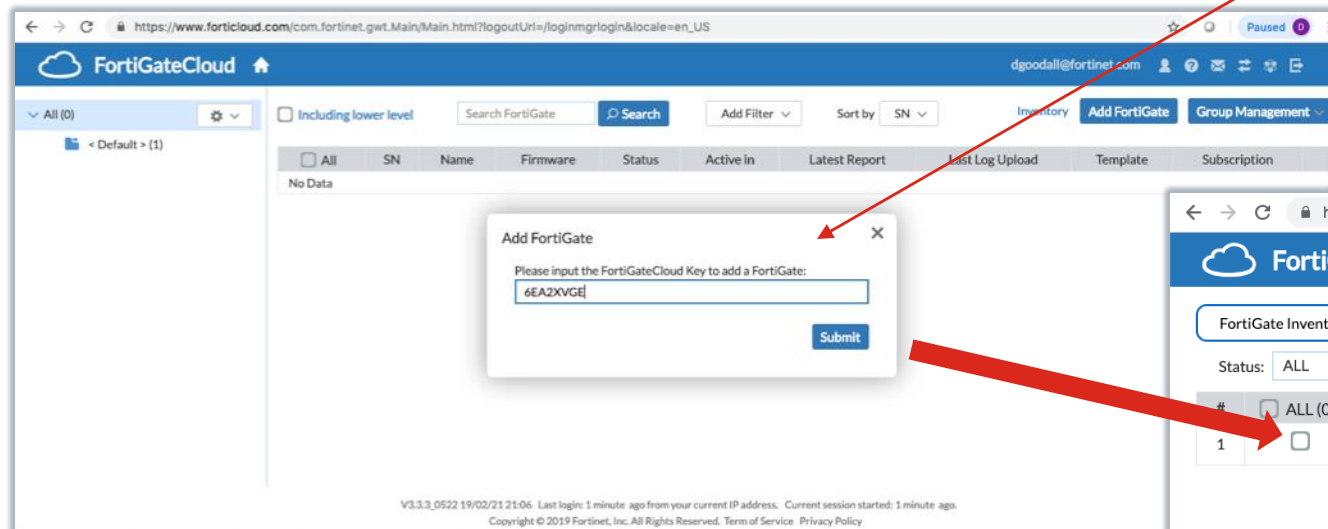 https://www.forticloud.com/com.fortinet.gwt.Main/Main.html?logoutUrl=/loginmgrlogin&locale=en_US
Paused D
FortiGateCloud
dgoodall@fortinet.com
All (0)
Including lower level
Search FortiGate
Search
Add Filter
Sort by
SN
Inventory
Add FortiGate
Group Management
< Default > (1)
All SN Name Firmware Status Active in Latest Report Last Log Upload Template Subscription
No Data
Add FortiGate
Please input the FortiGateCloud Key to add a FortiGate:
6EA2XVGE
Submit
h
Forti
FortiGate Invent
Status: ALL
# ALL (0
1
V3.3.3_0522 19/02/21 21:06 Last login: 1 minute ago from your current IP address. Current session started: 1 minute ago.
Copyright © 2019 Fortinet, Inc. All Rights Reserved. Term of Service Privacy Policy